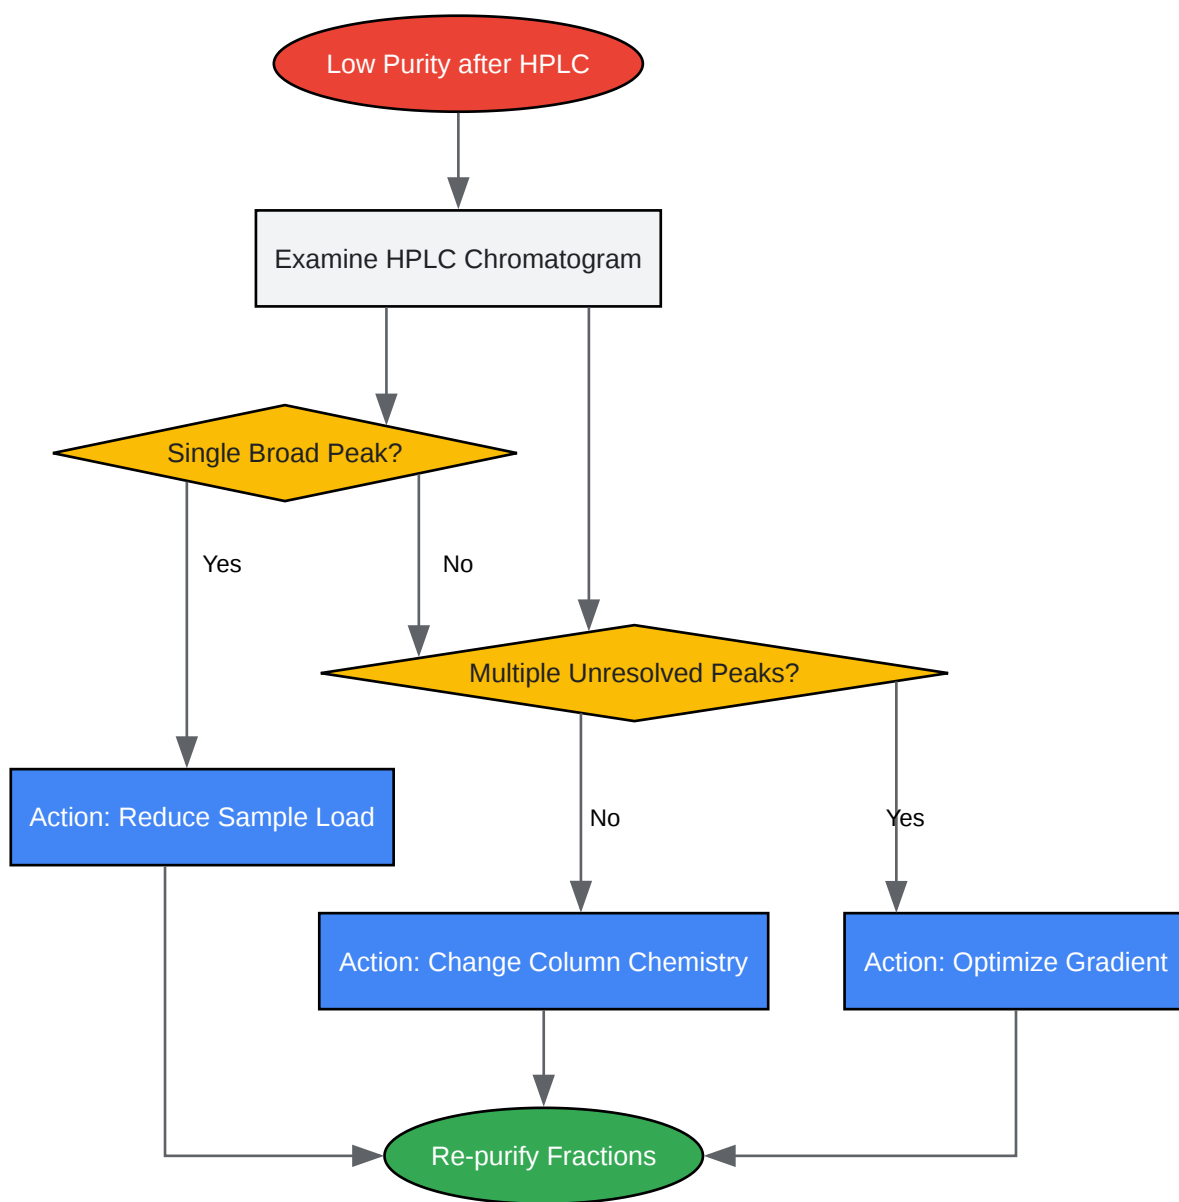 Low Purity after HPLC
Examine HPLC Chromatogram
Single Broad Peak?
Yes
No
Multiple Unresolved Peaks?
Action: Reduce Sample Load
No
Yes
Action: Change Column Chemistry
Action: Optimize Gradient
Re-purify Fractions